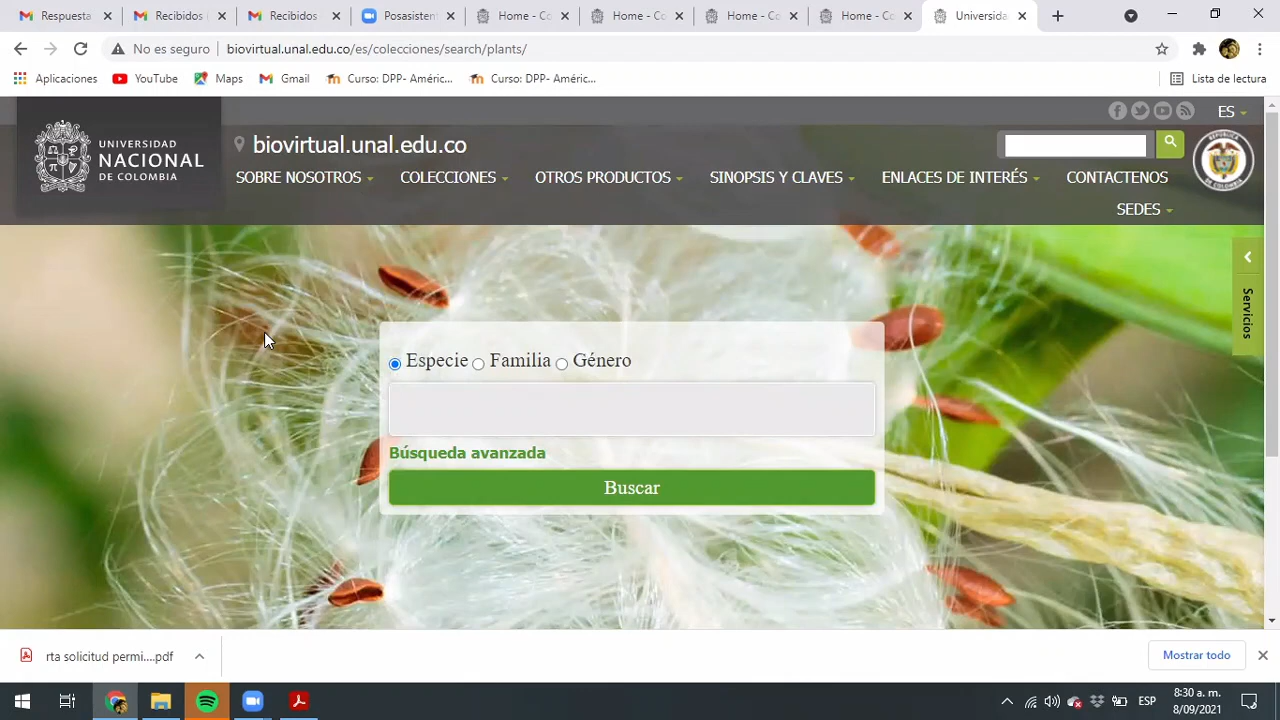 Respuesta
Recibidos
Recibidos
Posasistent
Home - Co
Home - Co
Home - Co
Home - Co
Universida
No es seguro
biovirtual.unal.edu.co/es/colecciones/search/plants/
Aplicaciones
YouTube
Maps
Gmail
Curso: DPP- Améric...
Curso: DPP- Améric...
Lista de lectura
ES
UNIVERSIDAD
NACIONAL
DE COLOMBIA
biovirtual.unal.edu.co
SOBRE NOSOTROS
COLECCIONES
OTROS PRODUCTOS
SINOPSIS Y CLAVES
ENLACES DE INTERÉS
CONTACTENOS
SEDES
Servicios
Especie
Familia
Género
Búsqueda avanzada
Buscar
rta solicitud permi....pdf
Mostrar todo
ESP
8:30 a. m.
8/09/2021